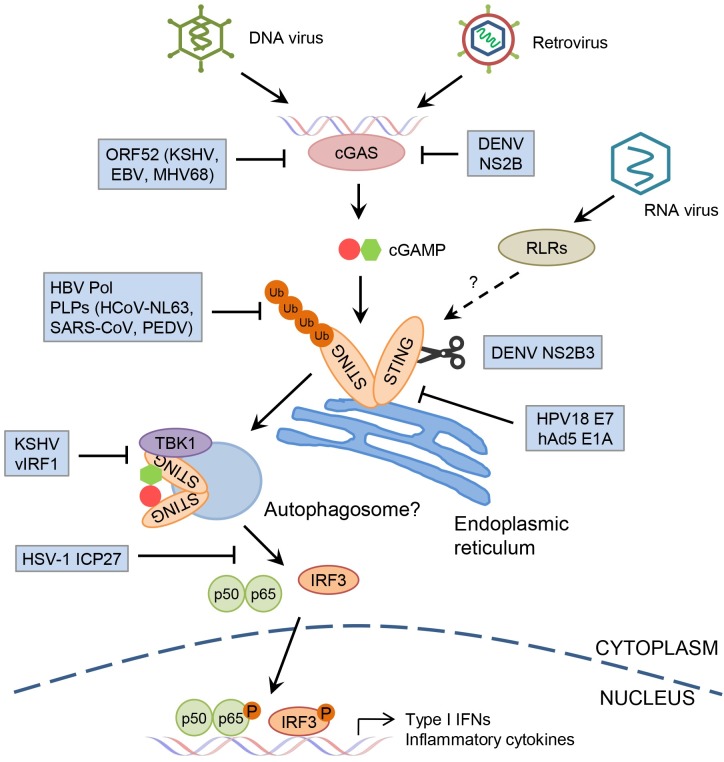 DNA virus
Retrovirus
ORF52 (KSHV,
EBV, MHV68)
cGAS
DENV
NS2B
RNA virus
RLRs
cGAMP
?
HBV Pol
PLPs (HCoV-NL63,
SARS-CoV, PEDV)
Ub
Ub
Ub
Ub
STING
STING
DENV NS2B3
HPV18 E7
hAd5 E1A
KSHV
vIRF1
TBK1
STING
STING
Autophagosome?
Endoplasmic
reticulum
HSV-1 ICP27
p50 p65
IRF3
CYTOPLASM
NUCLEUS
p50 p65 P
IRF3 P
Type I IFNs
Inflammatory cytokines